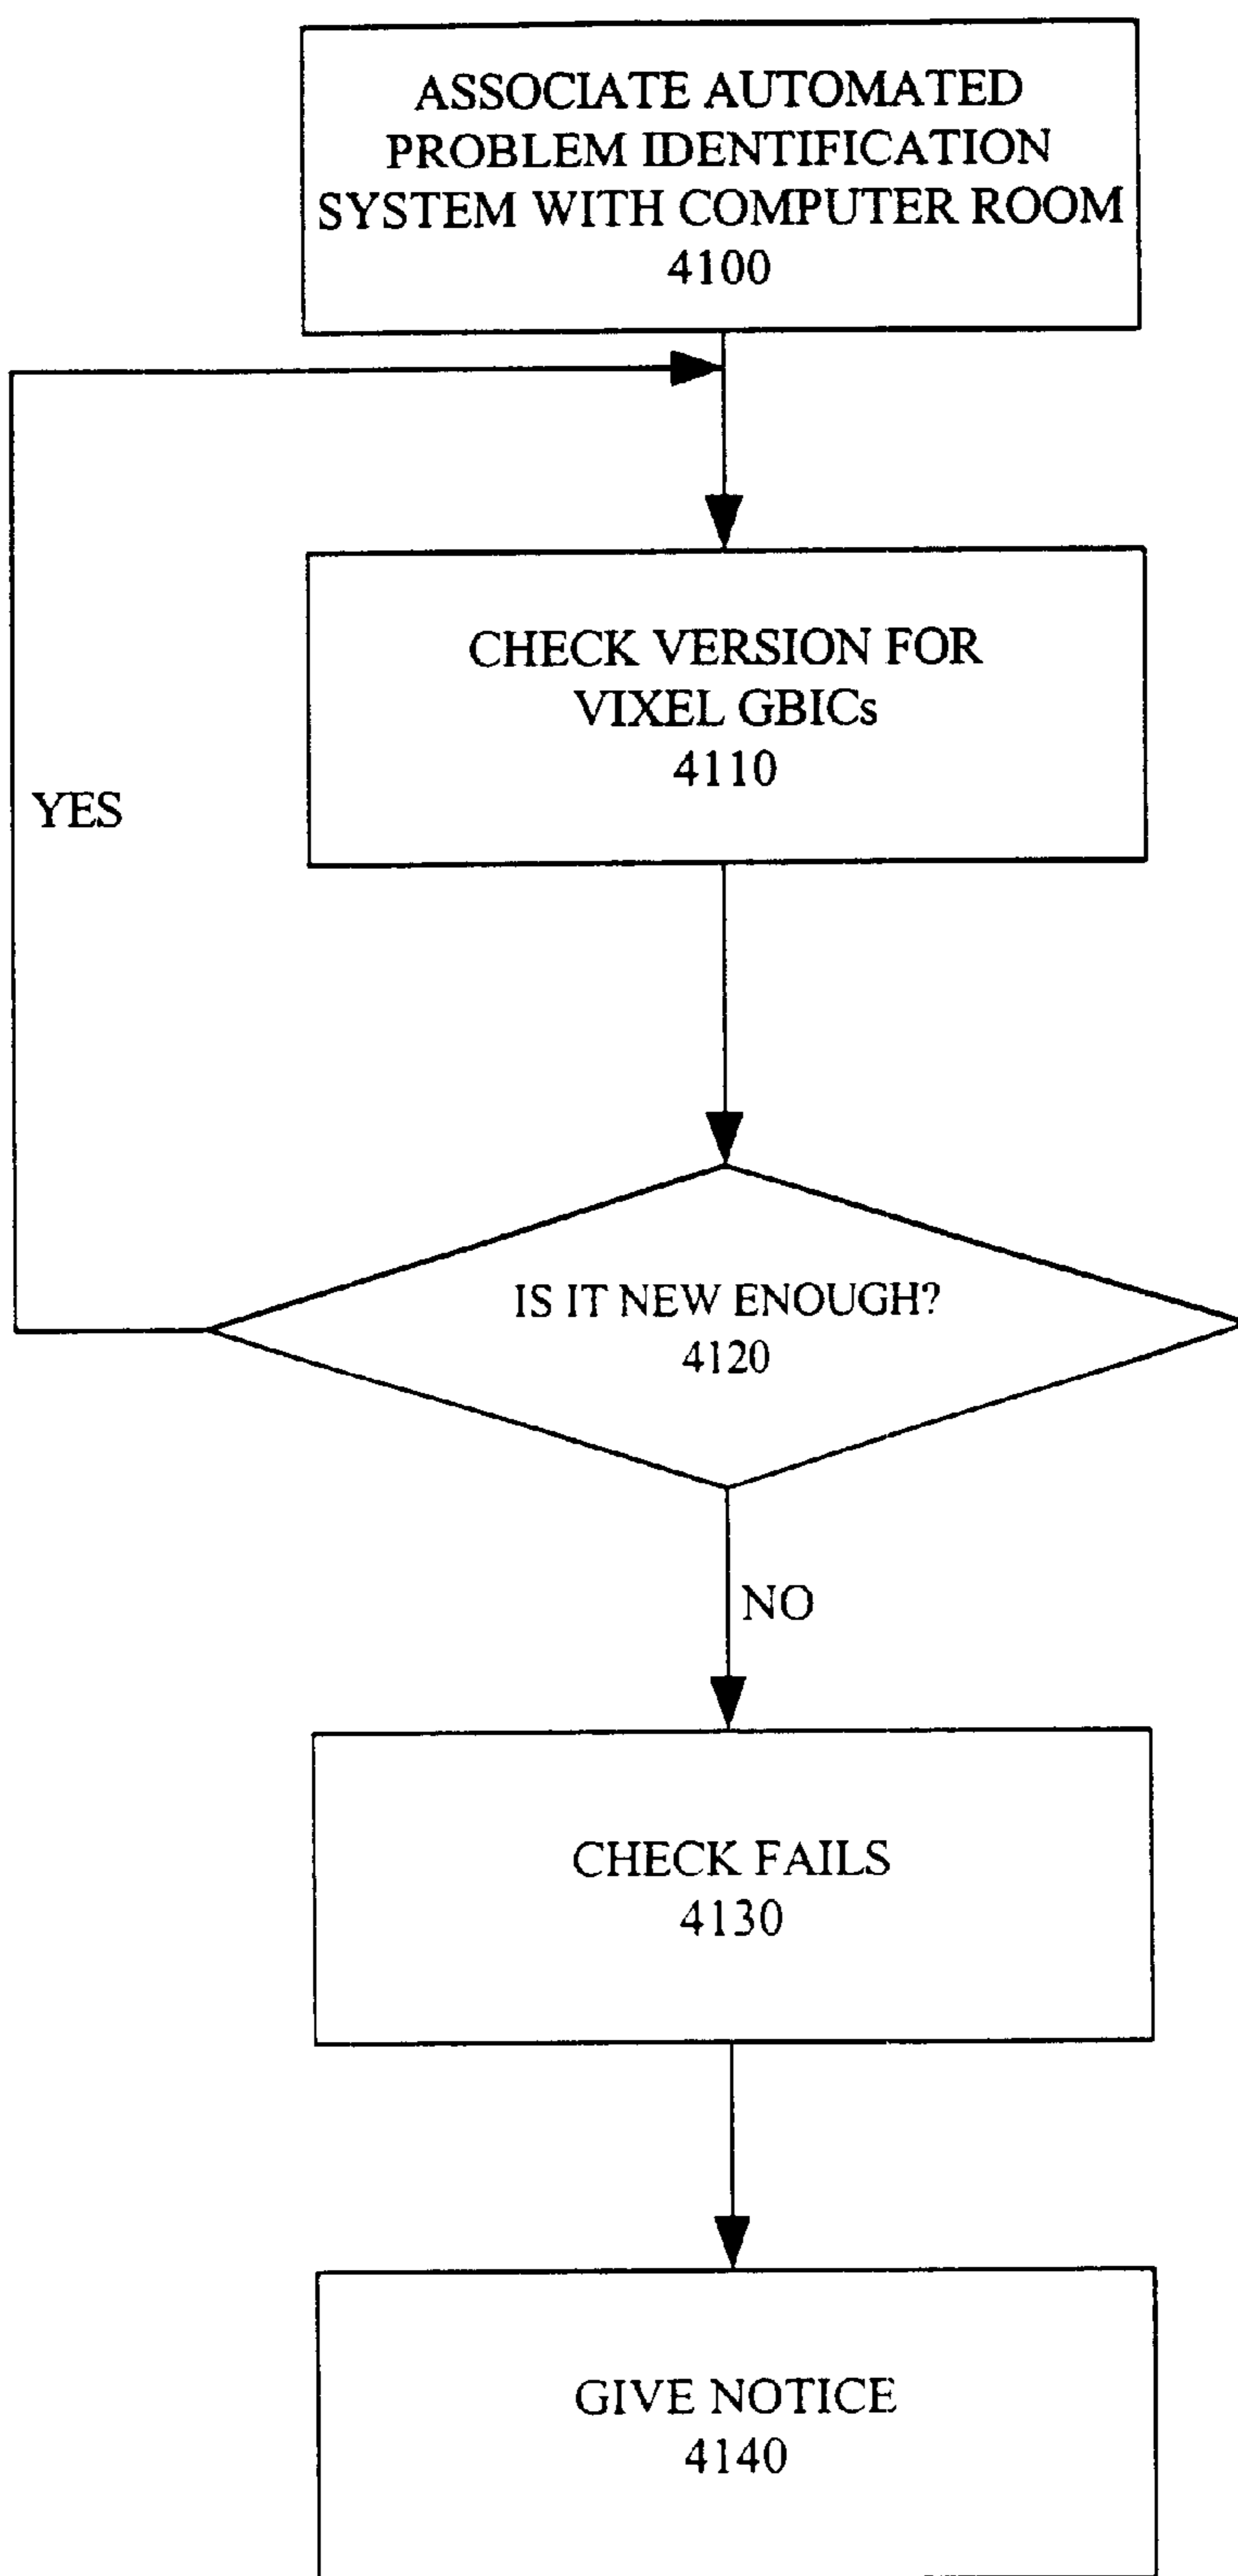 ASSOCIATE AUTOMATED
PROBLEM IDENTIFICATION
SYSTEM WITH COMPUTER ROOM
4100
CHECK VERSION FOR
VIXEL GBICs
4110
YES
IS IT NEW ENOUGH?
4120
NO
CHECK FAILS
4130
GIVE NOTICE
4140